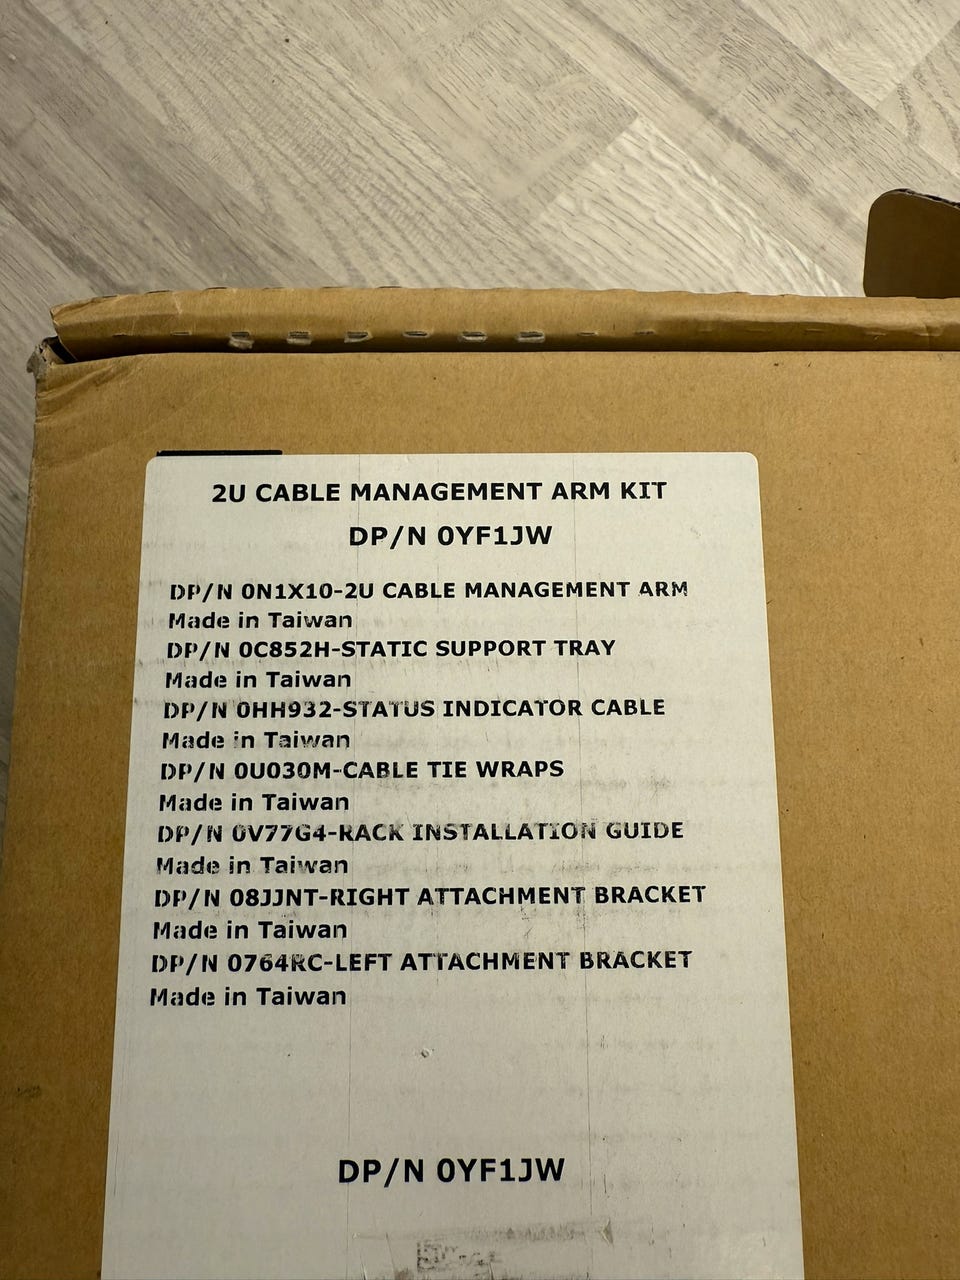 2U CABLE MANAGEMENT ARM KIT
DP/N 0YF1JW
DP/N 0N1X10-2U CABLE MANAGEMENT ARM
Made in Taiwan
DP/N 0C852H-STATIC SUPPORT TRAY
Made in Taiwan
DP/N 0HH932-STATUS INDICATOR CABLE
Made in Taiwan
DP/N 0U030M-CABLE TIE WRAPS
Made in Taiwan
DP/N 0V77G4-RACK INSTALLATION GUIDE
Made in Taiwan
DP/N 08JJNT-RIGHT ATTACHMENT BRACKET
Made in Taiwan
DP/N 0764RC-LEFT ATTACHMENT BRACKET
Made in Taiwan
DP/N 0YF1JW